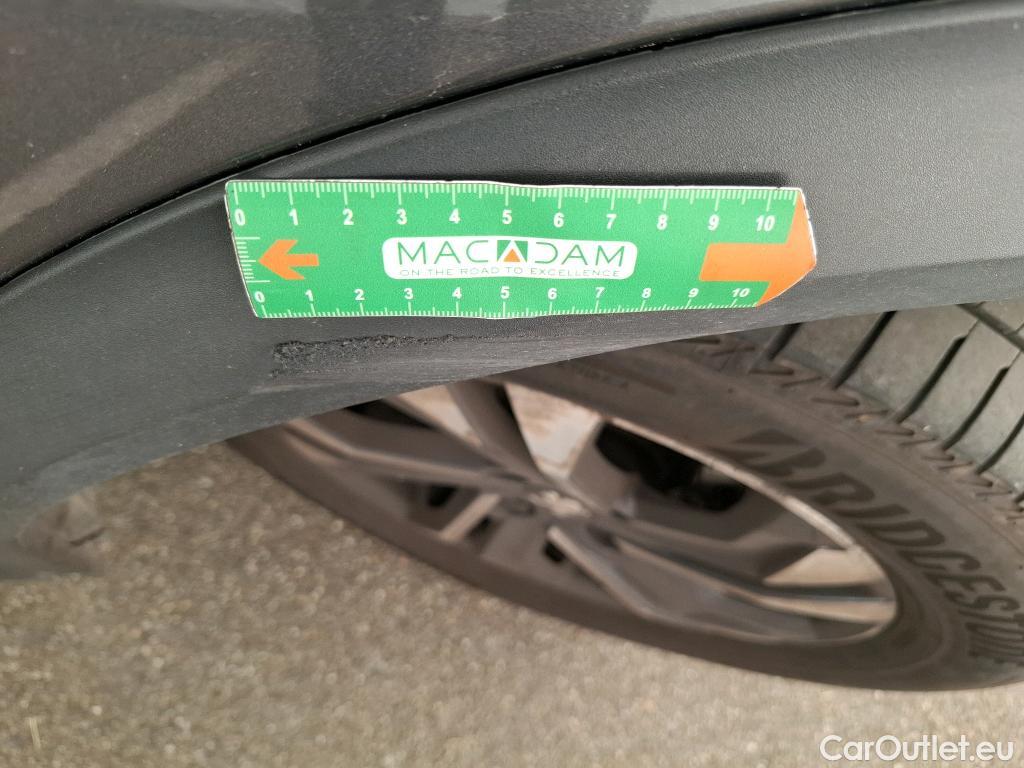 0 1 2 3 4 5 6 7 8 9 10
MACADAM
ON THE ROAD TO EXCELLENCE
0 1 2 3 4 5 6 7 8 9 10
BRIDGESTONE
CarOutlet.eu